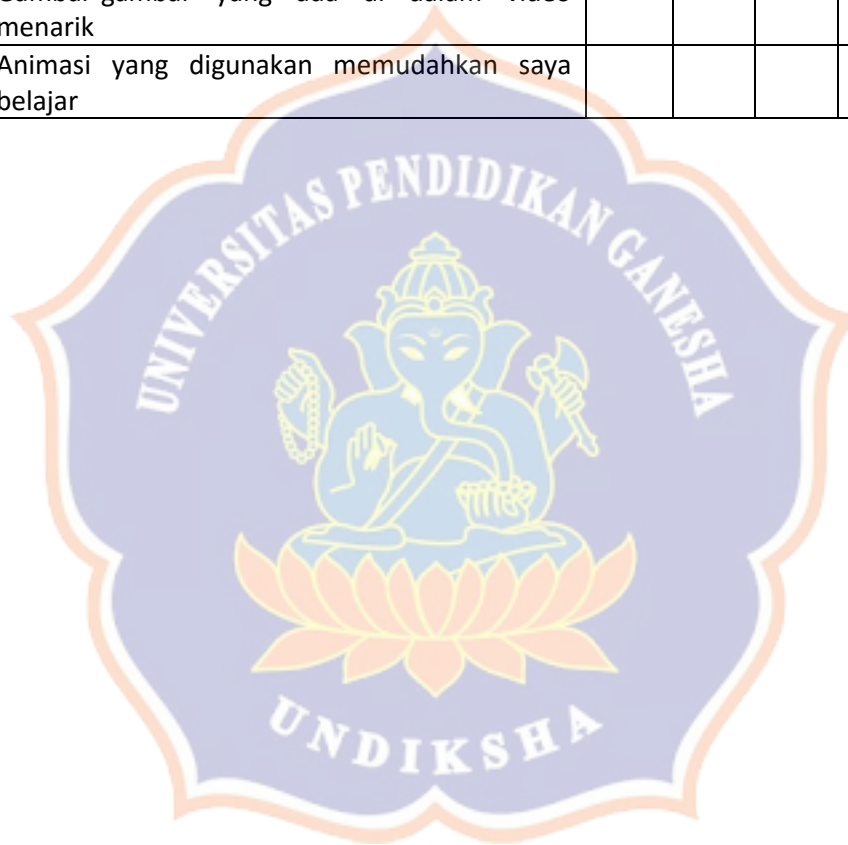 menarik
Animasi yang digunakan memudahkan saya
belajar
UNIVERSITAS PENDIDIKAN GANESHA
UNDIKSHA